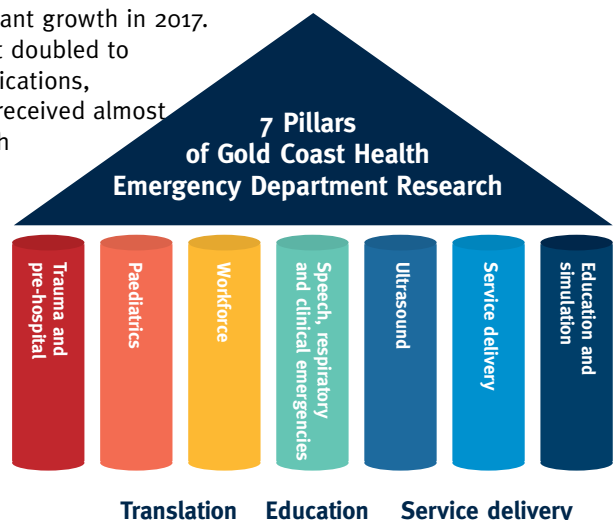 ant growth in 2017.
t doubled to
ications,
received almost
h
7 Pillars
of Gold Coast Health
Emergency Department Research
Trauma and
pre-hospital
Paediatrics
Workforce
Speech, respiratory
and clinical emergencies
Ultrasound
Service delivery
Education and
simulation
Translation Education Service delivery